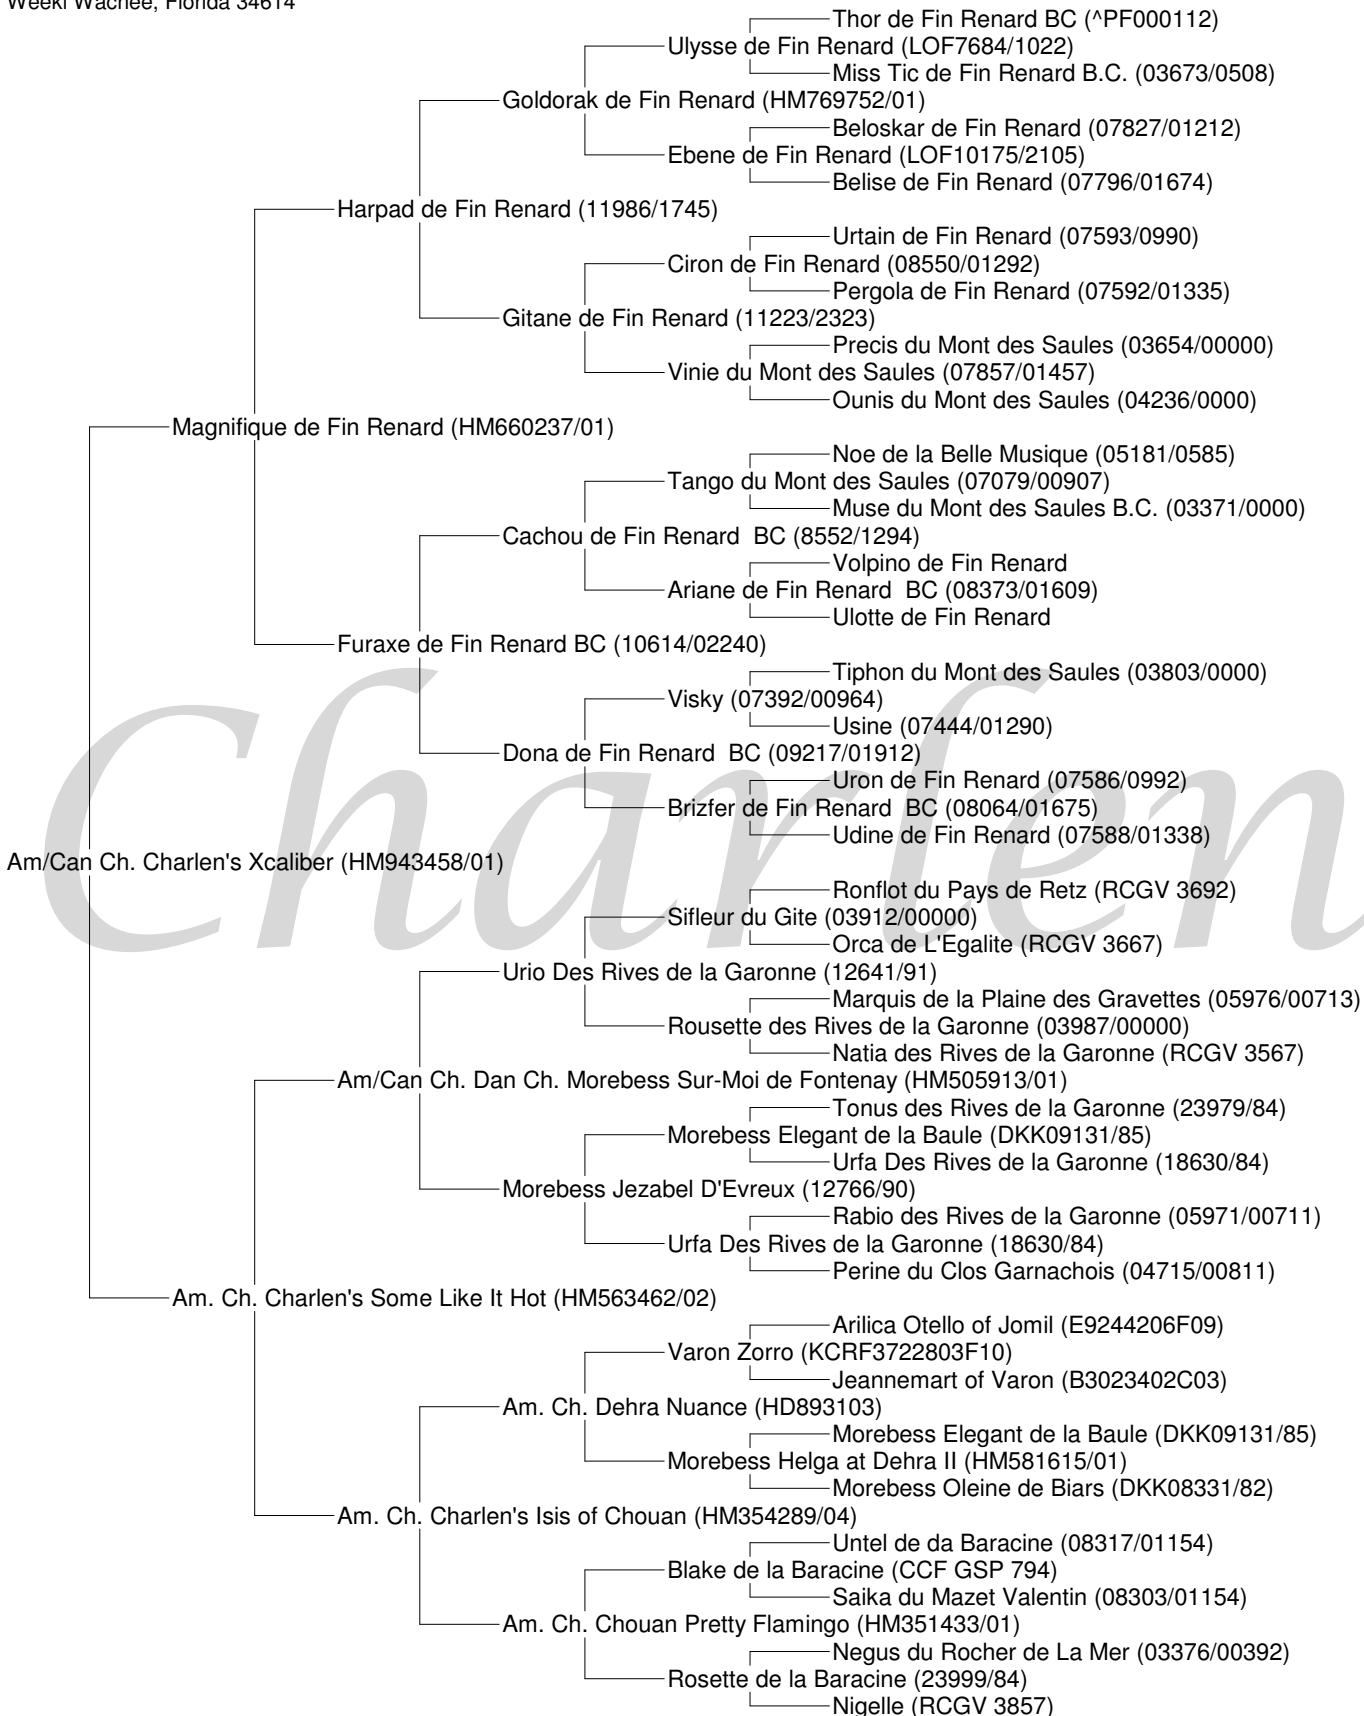 Weeki Wachee, Florida 34614
Thor de Fin Renard BC (^PF000112)
Ulysse de Fin Renard (LOF7684/1022)
Miss Tic de Fin Renard B.C. (03673/0508)
Goldorak de Fin Renard (HM769752/01)
Beloskar de Fin Renard (07827/01212)
Ebene de Fin Renard (LOF10175/2105)
Belise de Fin Renard (07796/01674)
Harpad de Fin Renard (11986/1745)
Urtain de Fin Renard (07593/0990)
Ciron de Fin Renard (08550/01292)
Pergola de Fin Renard (07592/01335)
Gitane de Fin Renard (11223/2323)
Precis du Mont des Saules (03654/00000)
Vinie du Mont des Saules (07857/01457)
Ounis du Mont des Saules (04236/0000)
Magnifique de Fin Renard (HM660237/01)
Noe de la Belle Musique (05181/0585)
Tango du Mont des Saules (07079/00907)
Muse du Mont des Saules B.C. (03371/0000)
Cachou de Fin Renard  BC (8552/1294)
Volpino de Fin Renard
Ariane de Fin Renard  BC (08373/01609)
Ulotte de Fin Renard
Furaxe de Fin Renard BC (10614/02240)
Tiphon du Mont des Saules (03803/0000)
Visky (07392/00964)
Usine (07444/01290)
Dona de Fin Renard  BC (09217/01912)
Uron de Fin Renard (07586/0992)
Brizfer de Fin Renard  BC (08064/01675)
Udine de Fin Renard (07588/01338)
Charlen
Am/Can Ch. Charlen's Xcaliber (HM943458/01)
Ronflot du Pays de Retz (RCGV 3692)
Sifleur du Gite (03912/00000)
Orca de L'Egalite (RCGV 3667)
Urio Des Rives de la Garonne (12641/91)
Marquis de la Plaine des Gravettes (05976/00713)
Rousette des Rives de la Garonne (03987/00000)
Natia des Rives de la Garonne (RCGV 3567)
Am/Can Ch. Dan Ch. Morebess Sur-Moi de Fontenay (HM505913/01)
Tonus des Rives de la Garonne (23979/84)
Morebess Elegant de la Baule (DKK09131/85)
Urfa Des Rives de la Garonne (18630/84)
Morebess Jezabel D'Evreux (12766/90)
Rabio des Rives de la Garonne (05971/00711)
Urfa Des Rives de la Garonne (18630/84)
Perine du Clos Garnachois (04715/00811)
Am. Ch. Charlen's Some Like It Hot (HM563462/02)
Arilica Otello of Jomil (E9244206F09)
Varon Zorro (KCRF3722803F10)
Jeannemart of Varon (B3023402C03)
Am. Ch. Dehra Nuance (HD893103)
Morebess Elegant de la Baule (DKK09131/85)
Morebess Helga at Dehra II (HM581615/01)
Morebess Oleine de Biars (DKK08331/82)
Am. Ch. Charlen's Isis of Chouan (HM354289/04)
Untel de da Baracine (08317/01154)
Blake de la Baracine (CCF GSP 794)
Saika du Mazet Valentin (08303/01154)
Am. Ch. Chouan Pretty Flamingo (HM351433/01)
Negus du Rocher de La Mer (03376/00392)
Rosette de la Baracine (23999/84)
Nigelle (RCGV 3857)